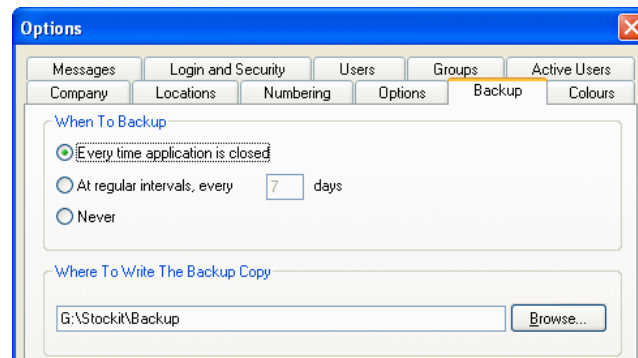 Options
Messages Login and Security Users Groups Active Users
Company Locations Numbering Options Backup Colours
When To Backup
Every time application is closed
At regular intervals, every 7 days
Never
Where To Write The Backup Copy
G:\Stockit\Backup Browse...